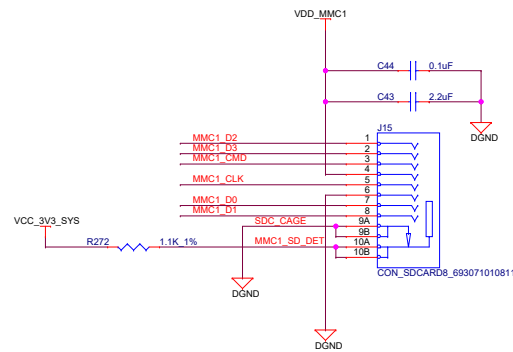 VDD_MMC1
C44 0.1uF
C43 2.2uF
DGND
J15
MMC1_D2 1
MMC1_D3 2
MMC1_CMD 3
4
MMC1_CLK 5
6
MMC1_D0 7
MMC1_D1 8
SDC_CAGE 9A
9B
VCC_3V3_SYS
R272 1.1K_1% MMC1_SD_DET 10A
10B
CON_SDCARD8_693071010811
DGND
DGND